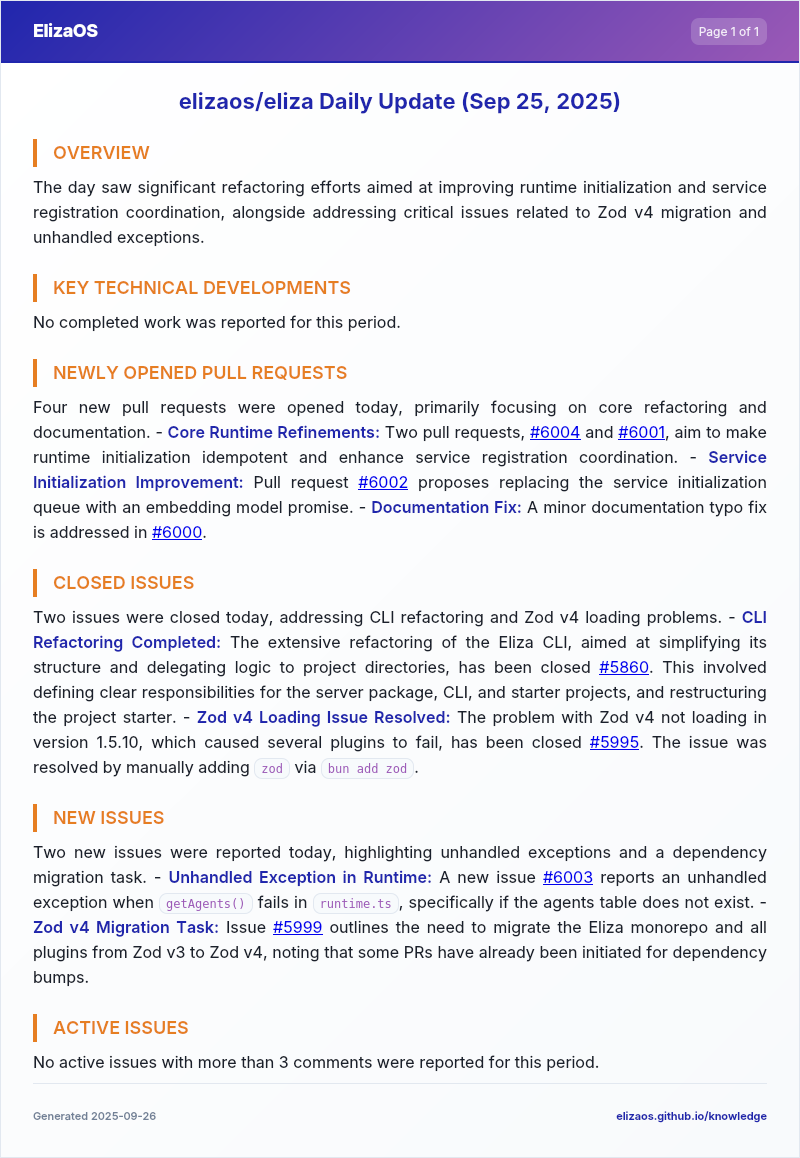 ElizaOS
Page 1 of 1
elizaos/eliza Daily Update (Sep 25, 2025)
OVERVIEW
The day saw significant refactoring efforts aimed at improving runtime initialization and service
registration coordination, alongside addressing critical issues related to Zod v4 migration and
unhandled exceptions.
KEY TECHNICAL DEVELOPMENTS
No completed work was reported for this period.
NEWLY OPENED PULL REQUESTS
Four new pull requests were opened today, primarily focusing on core refactoring and
documentation. - Core Runtime Refinements: Two pull requests, #6004 and #6001, aim to make
runtime initialization idempotent and enhance service registration coordination. - Service
Initialization Improvement: Pull request #6002 proposes replacing the service initialization
queue with an embedding model promise. - Documentation Fix: A minor documentation typo fix
is addressed in #6000.
CLOSED ISSUES
Two issues were closed today, addressing CLI refactoring and Zod v4 loading problems. - CLI
Refactoring Completed: The extensive refactoring of the Eliza CLI, aimed at simplifying its
structure and delegating logic to project directories, has been closed #5860. This involved
defining clear responsibilities for the server package, CLI, and starter projects, and restructuring
the project starter. - Zod v4 Loading Issue Resolved: The problem with Zod v4 not loading in
version 1.5.10, which caused several plugins to fail, has been closed #5995. The issue was
resolved by manually adding zod via bun add zod.
NEW ISSUES
Two new issues were reported today, highlighting unhandled exceptions and a dependency
migration task. - Unhandled Exception in Runtime: A new issue #6003 reports an unhandled
exception when getAgents() fails in runtime.ts, specifically if the agents table does not exist. -
Zod v4 Migration Task: Issue #5999 outlines the need to migrate the Eliza monorepo and all
plugins from Zod v3 to Zod v4, noting that some PRs have already been initiated for dependency
bumps.
ACTIVE ISSUES
No active issues with more than 3 comments were reported for this period.
Generated 2025-09-26
elizaos.github.io/knowledge